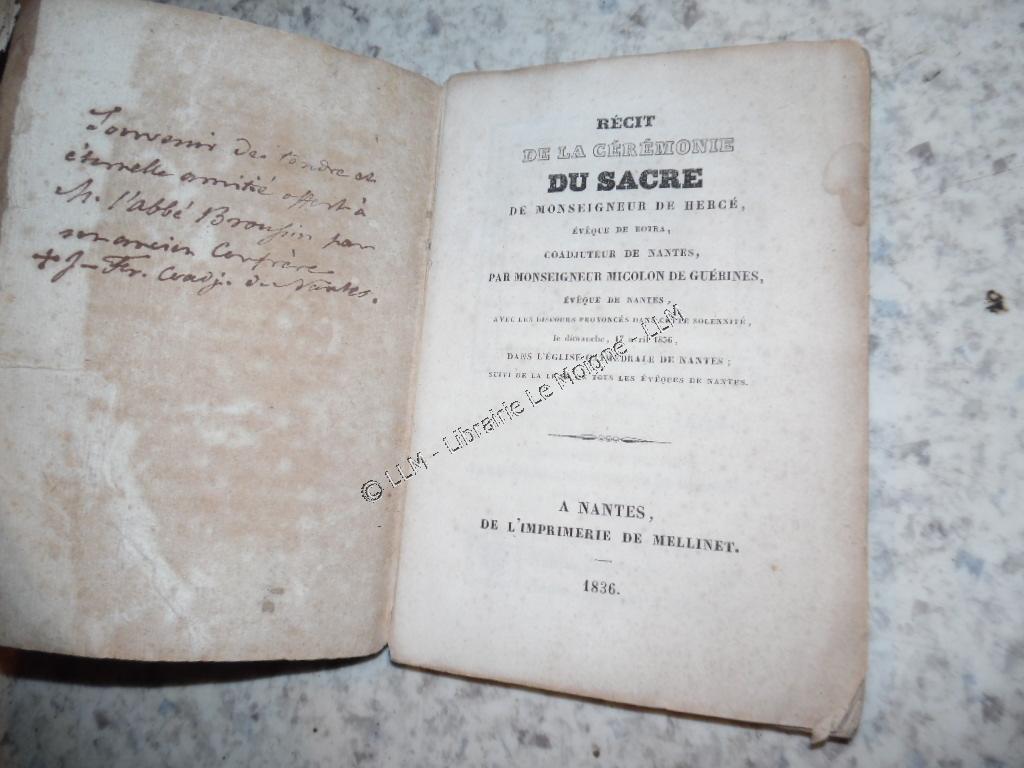 Souvenir de tendre et
éternelle amitié offert à
M. l'abbé par
son ancien Confrère
+ J- Fr. Coadj. de Nantes.
RÉCIT
DE LA CÉRÉMONIE
DU SACRE
DE MONSEIGNEUR DE HERCÉ,
ÉVÊQUE DE BOTRA,
COADJUTEUR DE NANTES,
PAR MONSEIGNEUR MICOLON DE GUÉRINES,
ÉVÊQUE DE NANTES,
AVEC LES DISCOURS PRONONCÉS DANS CETTE SOLENNITÉ,
le dimanche, 17 avril 1836,
DANS L'ÉGLISE CATHÉDRALE DE NANTES;
SUIVI DE LA LISTE DE TOUS LES ÉVÊQUES DE NANTES.
A NANTES,
DE L'IMPRIMERIE DE MELLINET.
1836.
© LLM - Librairie Le Moigne - LLM